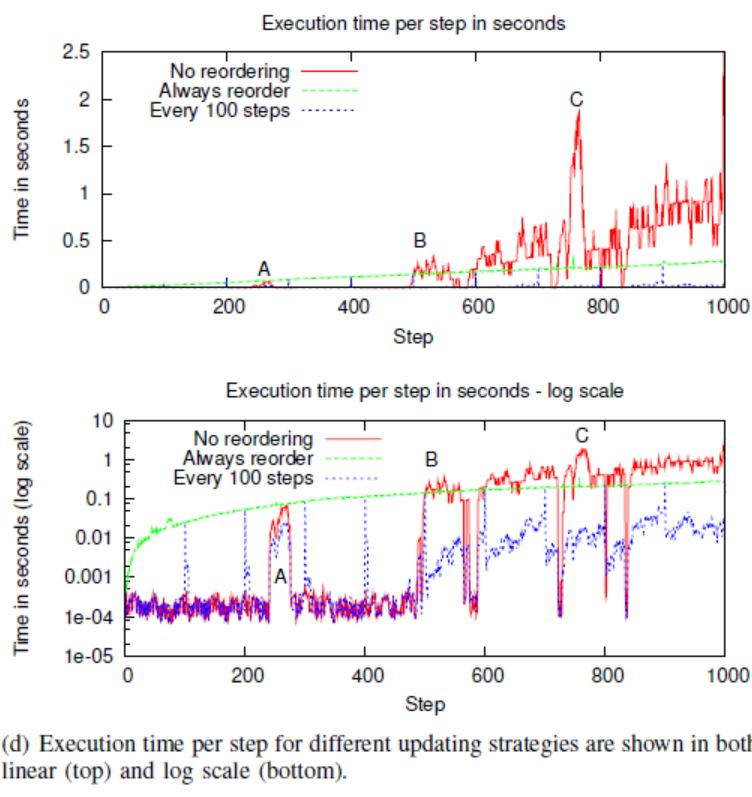 Execution time per step in seconds
2.5
No reordering
Always reorder
Every 100 steps
2
C
1.5
Time in seconds
1
0.5
B
A
0
0 200 400 600 800 1000
Step
Execution time per step in seconds - log scale
10
No reordering
Always reorder
Every 100 steps
C
B
1
0.1
Time in seconds (log scale)
0.01
0.001
A
1e-04
1e-05
0 200 400 600 800 1000
Step
(d) Execution time per step for different updating strategies are shown in both
linear (top) and log scale (bottom).